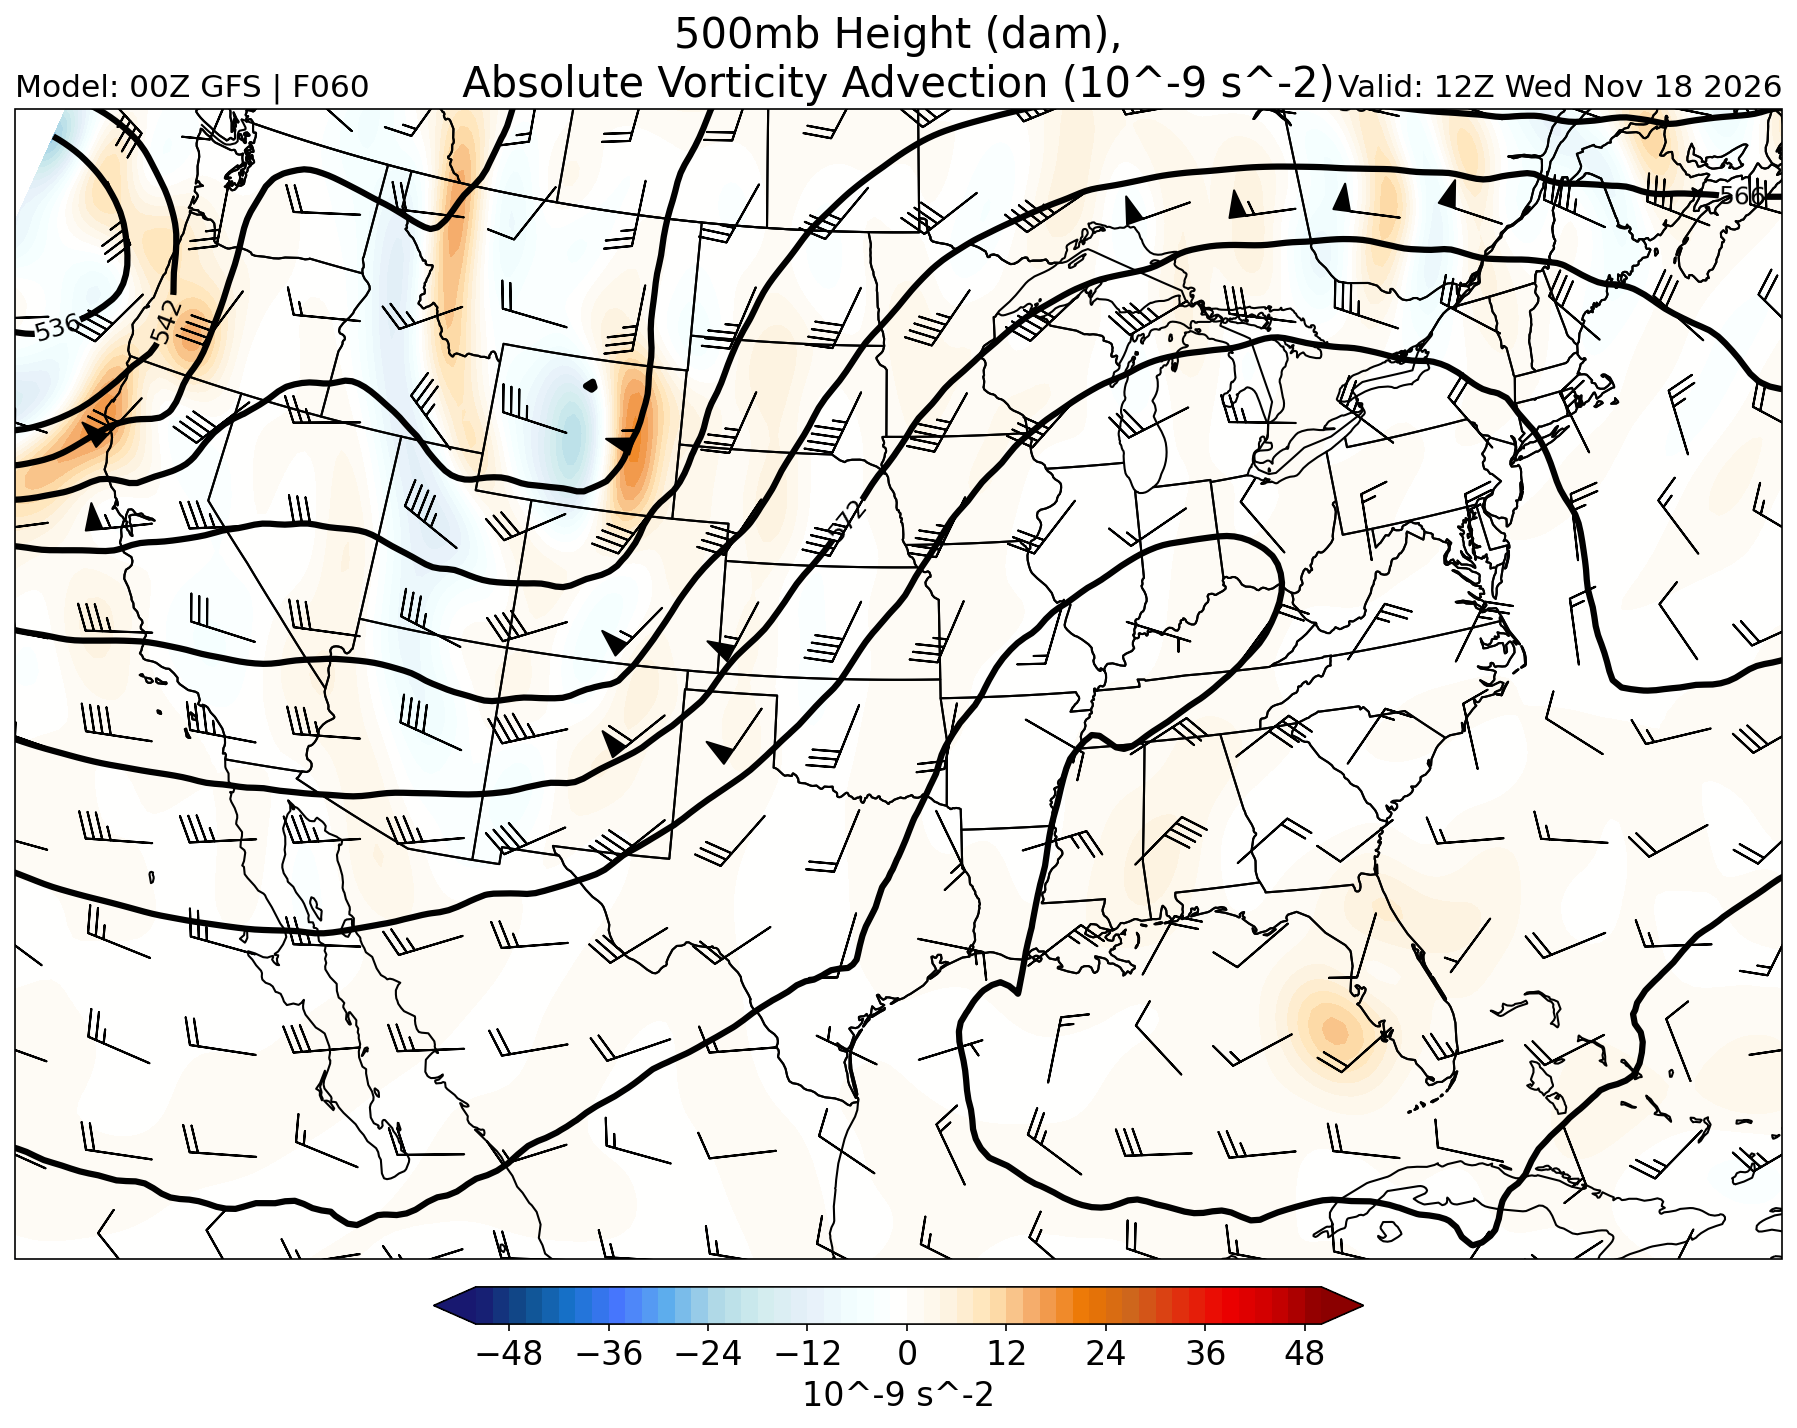 500mb Height (dam),
Model: 00Z GFS | F060
Absolute Vorticity Advection (10^-9 s^-2)
Valid: 12Z Wed Nov 18 2026
566
536
542
572
−48 −36 −24 −12 0 12 24 36 48
10^-9 s^-2